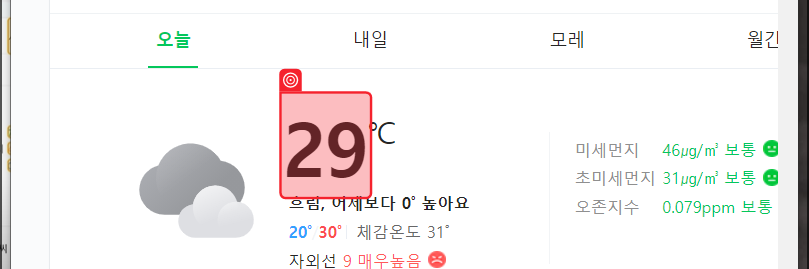 오늘 내일 모레 월간
29℃
흐림, 어제보다 0° 높아요
20° 30° 체감온도 31°
자외선 9 매우높음
미세먼지 46㎍/㎥ 보통
초미세먼지 31㎍/㎥ 보통
오존지수 0.079ppm 보통